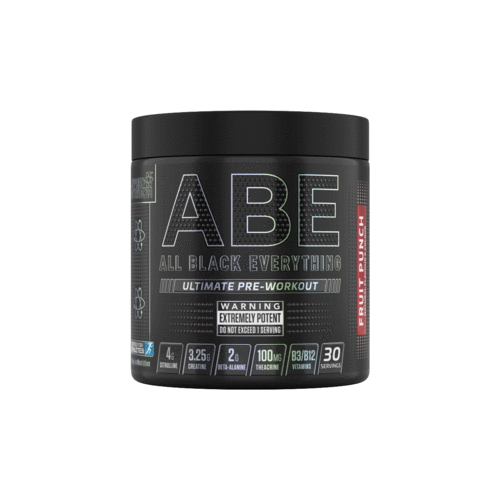 ABE
ALL BLACK EVERYTHING
ULTIMATE PRE-WORKOUT
WARNING
EXTREMELY POTENT
DO NOT EXCEED 1 SERVING
4G
CITRULLINE
3.25G
CREATINE
2G
BETA-ALANINE
100MG
THEACRINE
B3/B12
VITAMINS
30
SERVINGS
FRUIT PUNCH